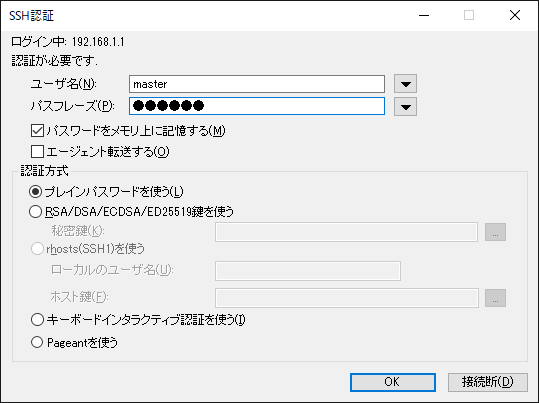 SSH認証
ログイン中: 192.168.1.1
認証が必要です.
ユーザ名(N): master
パスフレーズ(P): ●●●●●●
パスワードをメモリ上に記憶する(M)
エージェント転送する(O)
認証方式
プレインパスワードを使う(L)
RSA/DSA/ECDSA/ED25519鍵を使う
秘密鍵(K): ...
rhosts(SSH1)を使う
ローカルのユーザ名(U):
ホスト鍵(F): ...
キーボードインタラクティブ認証を使う(I)
Pageantを使う
OK 接続断(D)